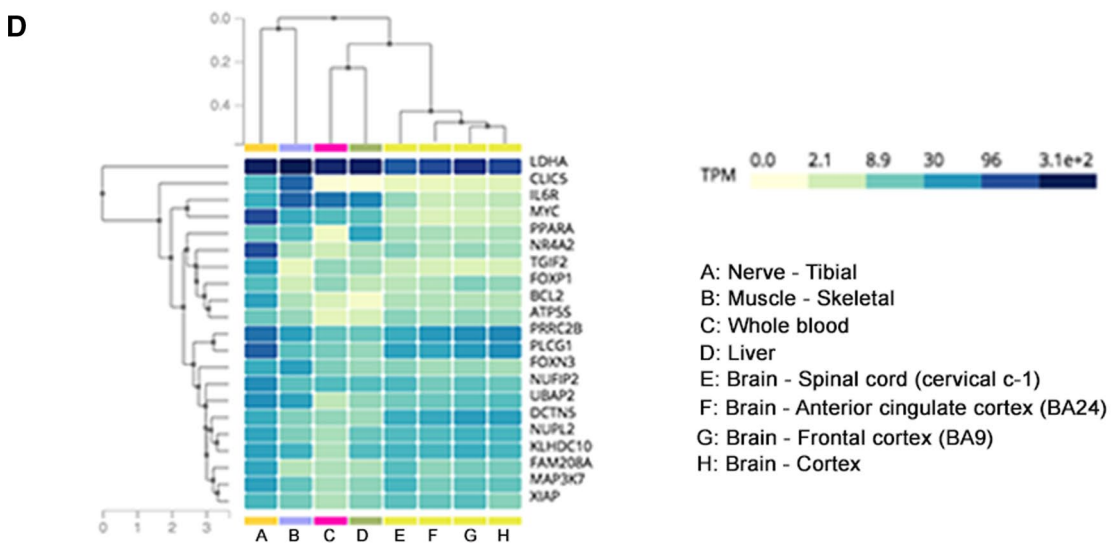 D
0.0
0.2
0.4
LDHA
CLIC5
IL6R
MYC
PPARA
NR4A2
TGIF2
FOXP1
BCL2
ATP5S
PRRC2B
PLCG1
FOXN3
NUFIP2
UBAP2
DCTN5
NUPL2
KLHDC10
FAM208A
MAP3K7
XIAP
0 1 2 3
A B C D E F G H
0.0 2.1 8.9 30 96 3.1e+2
TPM
A: Nerve - Tibial
B: Muscle - Skeletal
C: Whole blood
D: Liver
E: Brain - Spinal cord (cervical c-1)
F: Brain - Anterior cingulate cortex (BA24)
G: Brain - Frontal cortex (BA9)
H: Brain - Cortex